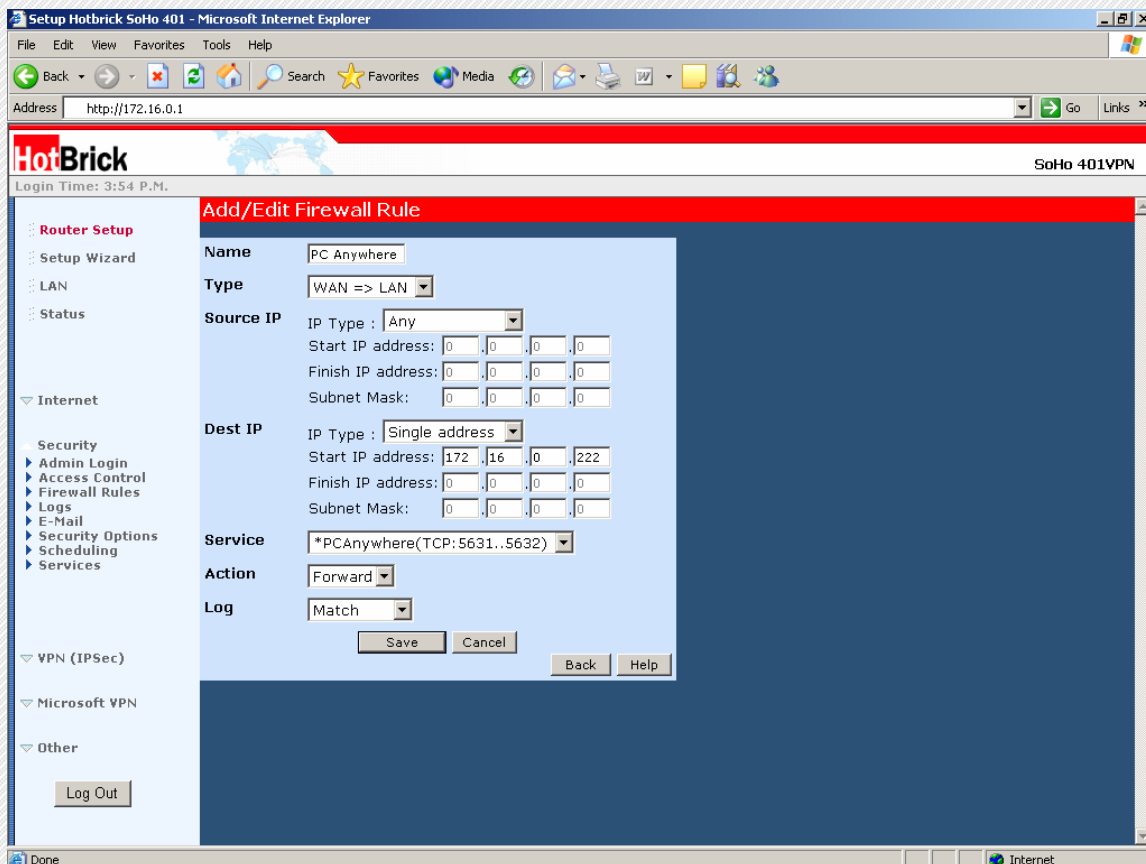 Setup Hotbrick SoHo 401 - Microsoft Internet Explorer
File Edit View Favorites Tools Help
Back Search Favorites Media
Address http://172.16.0.1 Go Links »
HotBrick
SoHo 401VPN
Login Time: 3:54 P.M.
Router Setup
Setup Wizard
LAN
Status
Internet
Security
Admin Login
Access Control
Firewall Rules
Logs
E-Mail
Security Options
Scheduling
Services
VPN (IPSec)
Microsoft VPN
Other
Log Out
Add/Edit Firewall Rule
Name PC Anywhere
Type WAN => LAN
Source IP IP Type : Any
Start IP address: 0 .0 .0 .0
Finish IP address: 0 .0 .0 .0
Subnet Mask: 0 .0 .0 .0
Dest IP IP Type : Single address
Start IP address: 172 .16 .0 .222
Finish IP address: 0 .0 .0 .0
Subnet Mask: 0 .0 .0 .0
Service *PCAnywhere(TCP:5631..5632)
Action Forward
Log Match
Save Cancel
Back Help
Done Internet